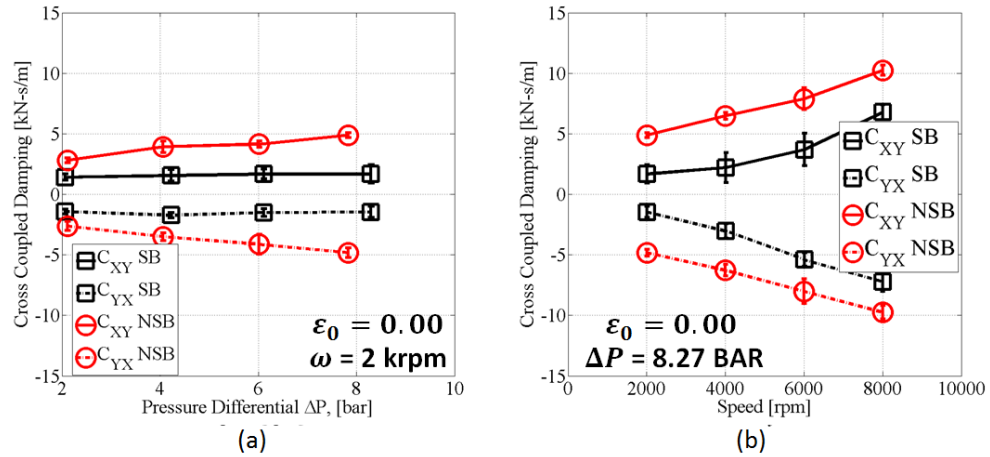 15
10
5
0
-5
-10
-15
2
4
6
8
10
Cross Coupled Damping [kN-s/m]
Pressure Differential ΔP, [bar]
C_XY SB
C_YX SB
C_XY NSB
C_YX NSB
ε₀ = 0.00
ω = 2 krpm
(a)
15
10
5
0
-5
-10
-15
0
2000
4000
6000
8000
10000
Cross Coupled Damping [kN-s/m]
Speed [rpm]
C_XY SB
C_YX SB
C_XY NSB
C_YX NSB
ε₀ = 0.00
ΔP = 8.27 BAR
(b)